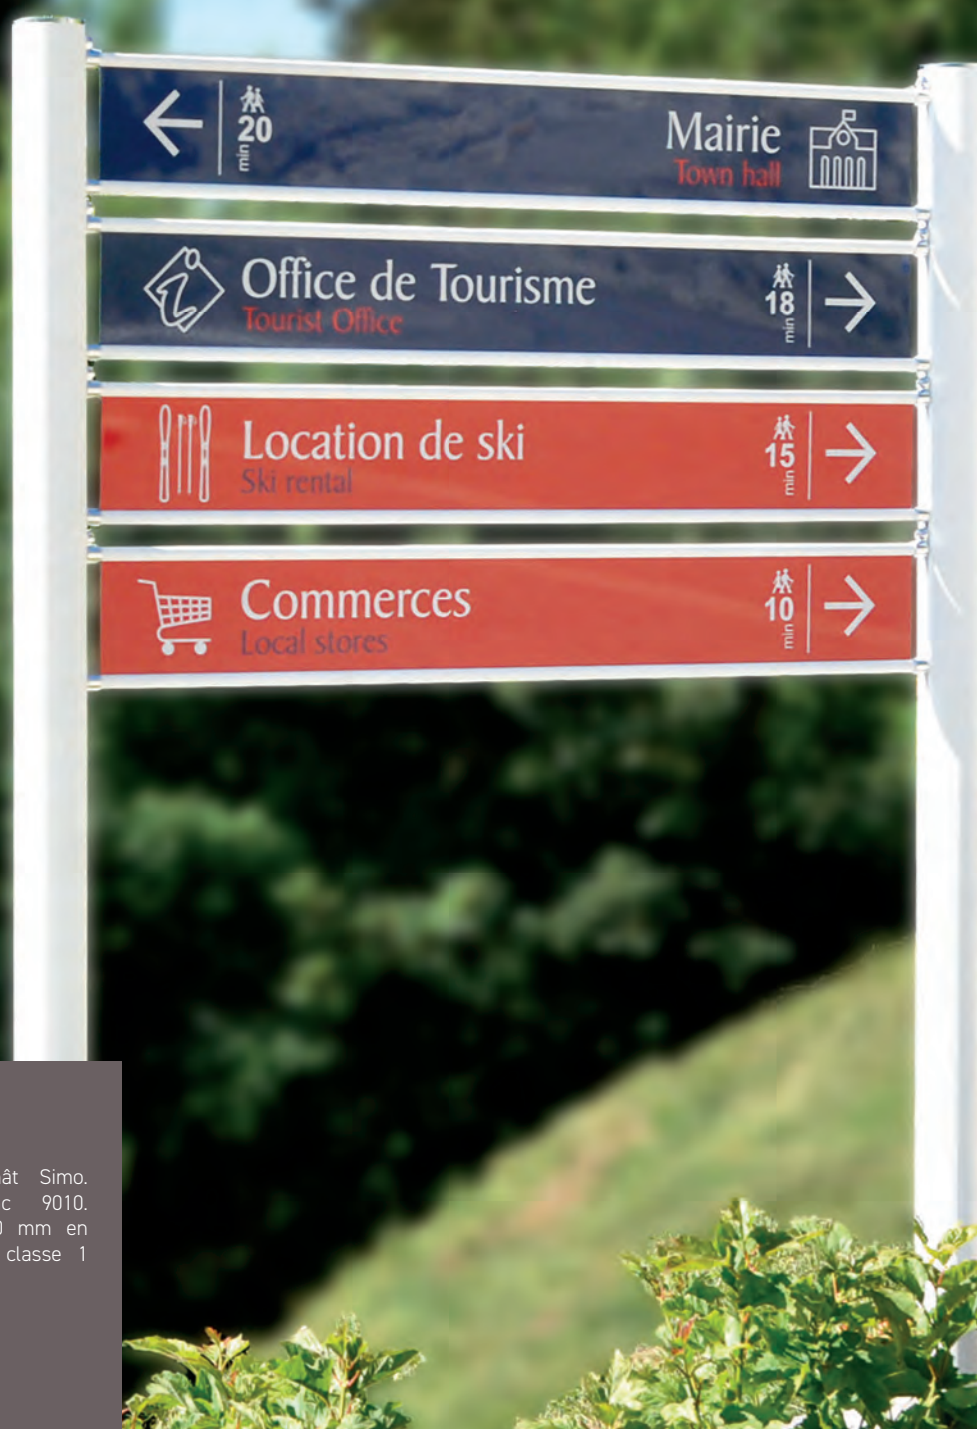 20
min
Mairie
Town hall
Office de Tourisme
Tourist Office
18
min
Location de ski
Ski rental
15
min
Commerces
Local stores
10
min
Simo.
9010.
mm en
classe 1